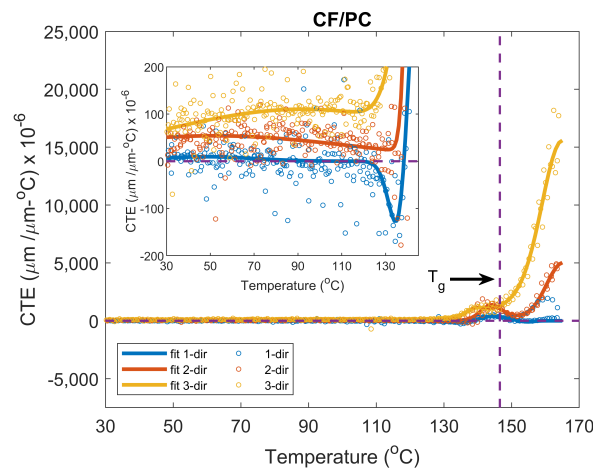 CF/PC
25,000
20,000
15,000
10,000
5,000
0
-5,000
CTE (μm /μm-°C) x 10-6
200
100
0
-100
-200
CTE (μm /μm-°C) x 10-6
30 50 70 90 110 130
Temperature (°C)
Tg
fit 1-dir 1-dir
fit 2-dir 2-dir
fit 3-dir 3-dir
30 50 70 90 110 130 150 170
Temperature (°C)